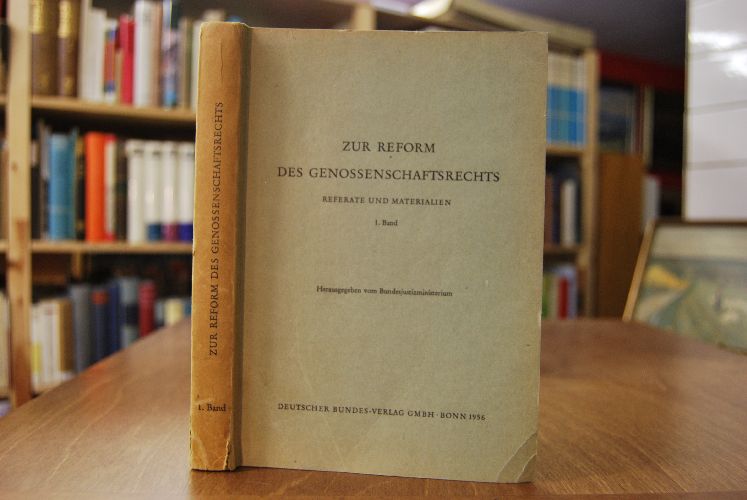 ZUR REFORM DES GENOSSENSCHAFTSRECHTS
1. Band
ZUR REFORM
DES GENOSSENSCHAFTSRECHTS
REFERATE UND MATERIALIEN
1. Band
Herausgegeben vom Bundesjustizministerium
DEUTSCHER BUNDES-VERLAG GMBH · BONN 1956